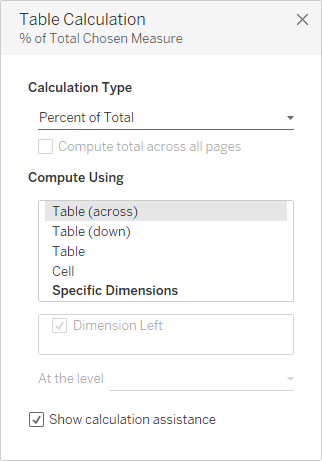 Table Calculation
% of Total Chosen Measure
Calculation Type
Percent of Total
Compute total across all pages
Compute Using
Table (across)
Table (down)
Table
Cell
Specific Dimensions
Dimension Left
At the level
Show calculation assistance